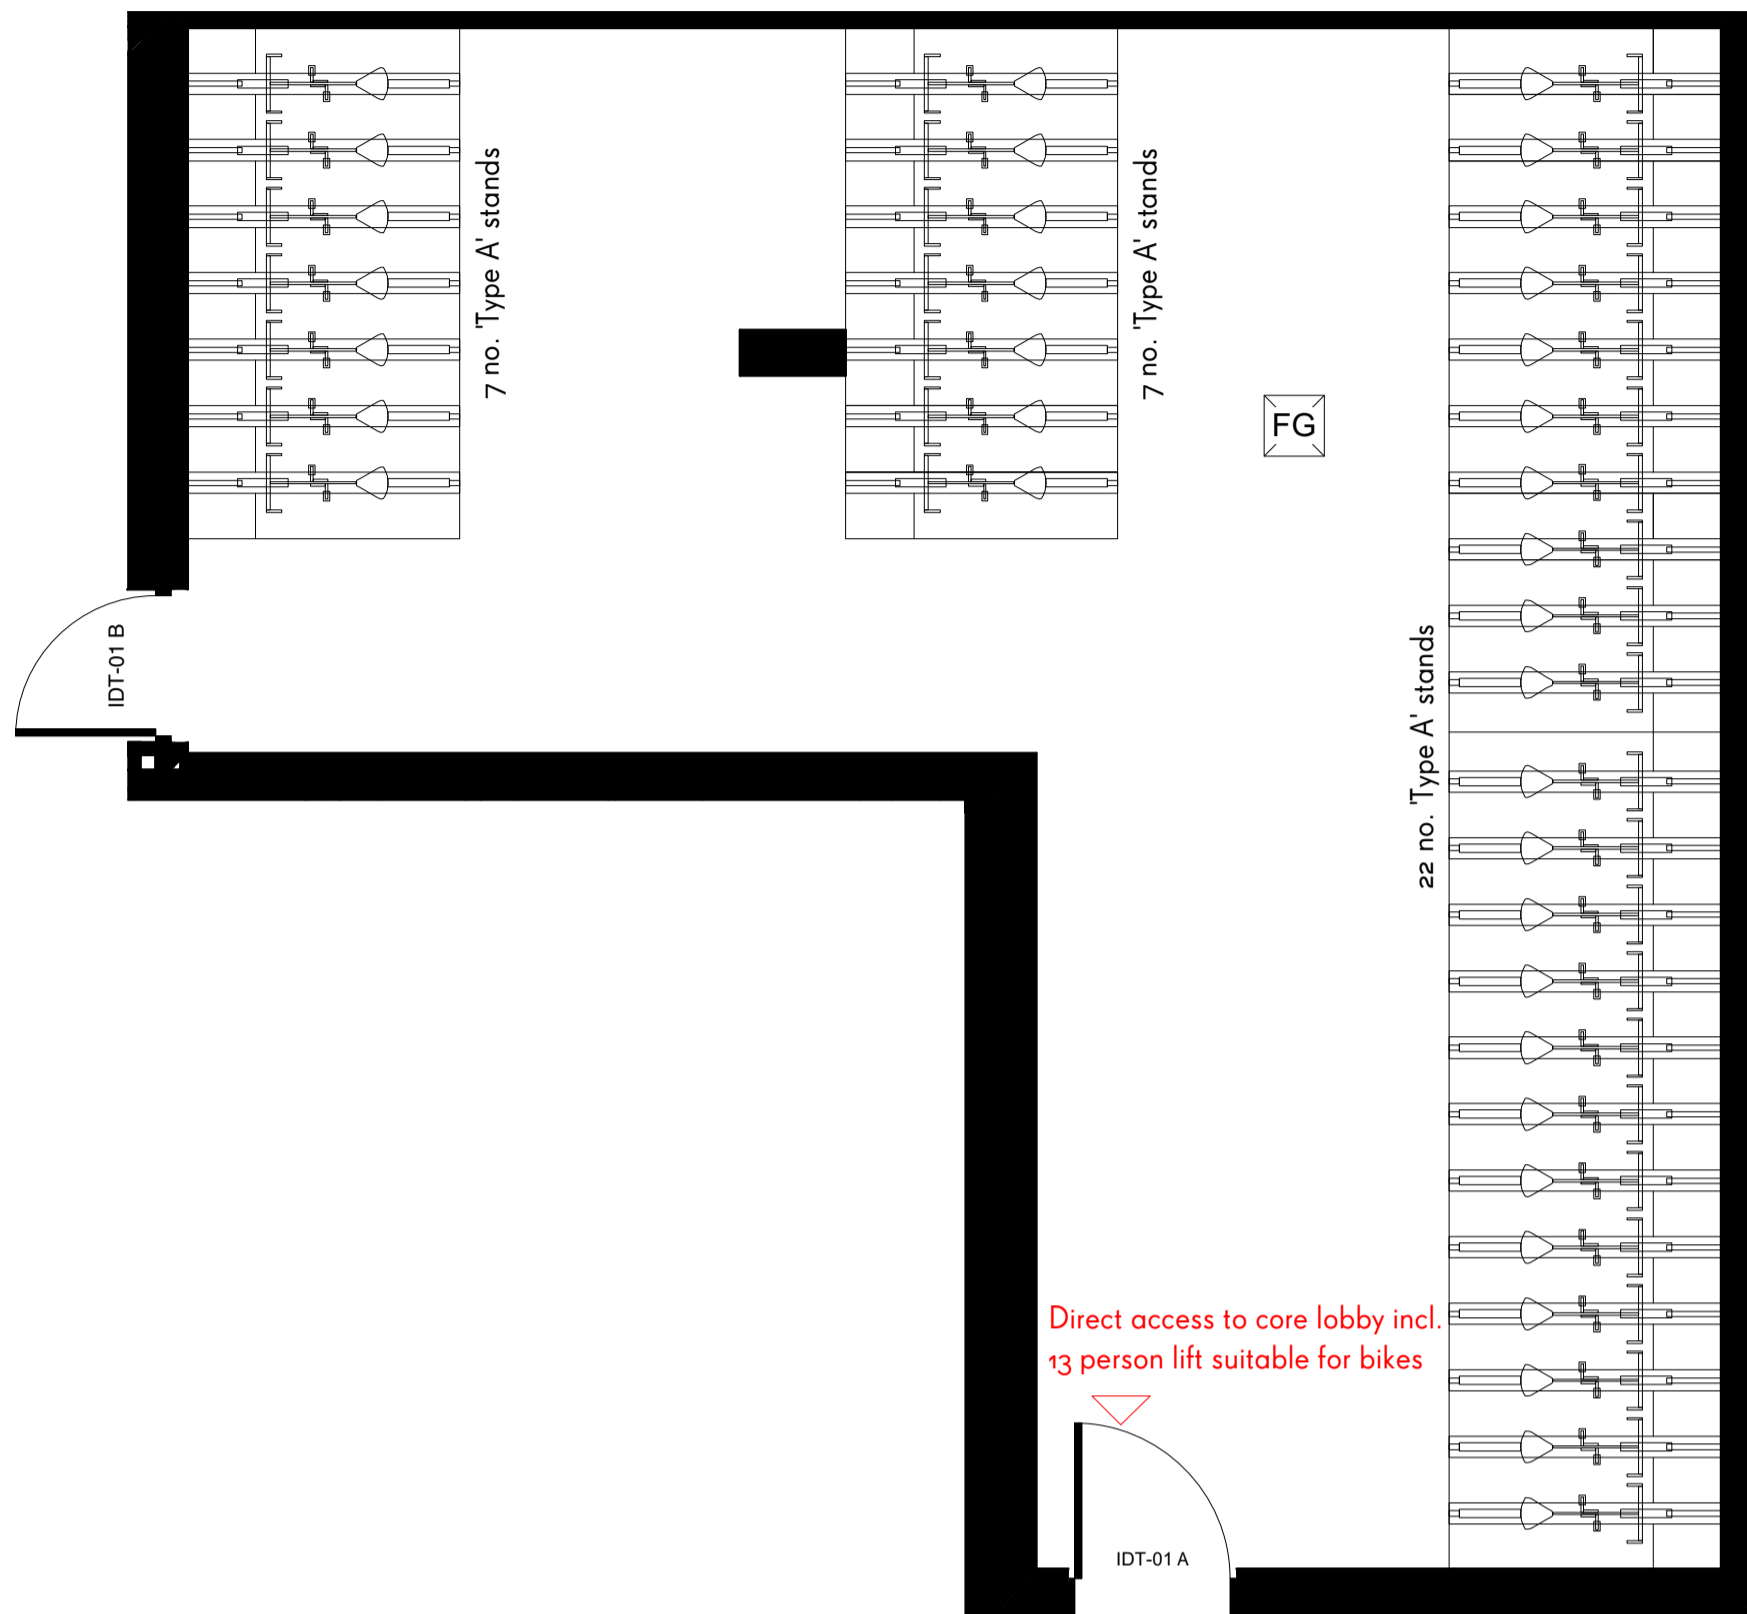 7 no. 'Type A' stands
7 no. 'Type A' stands
FG
IDT-01 B
22 no. 'Type A' stands
Direct access to core lobby incl.
13 person lift suitable for bikes
IDT-01 A